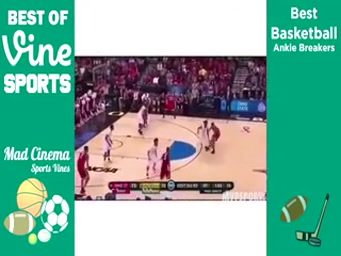 BEST OF
Vine
SPORTS
Mad Cinema
Sports Vines
Best
Basketball
Ankle Breakers